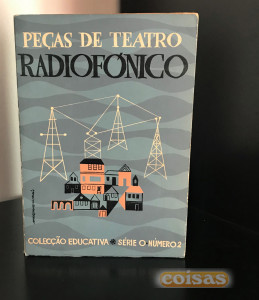 PEÇAS DE TEATRO
RADIOFÓNICO
COLECÇÃO EDUCATIVA * SÉRIE O NÚMERO 2
coisas